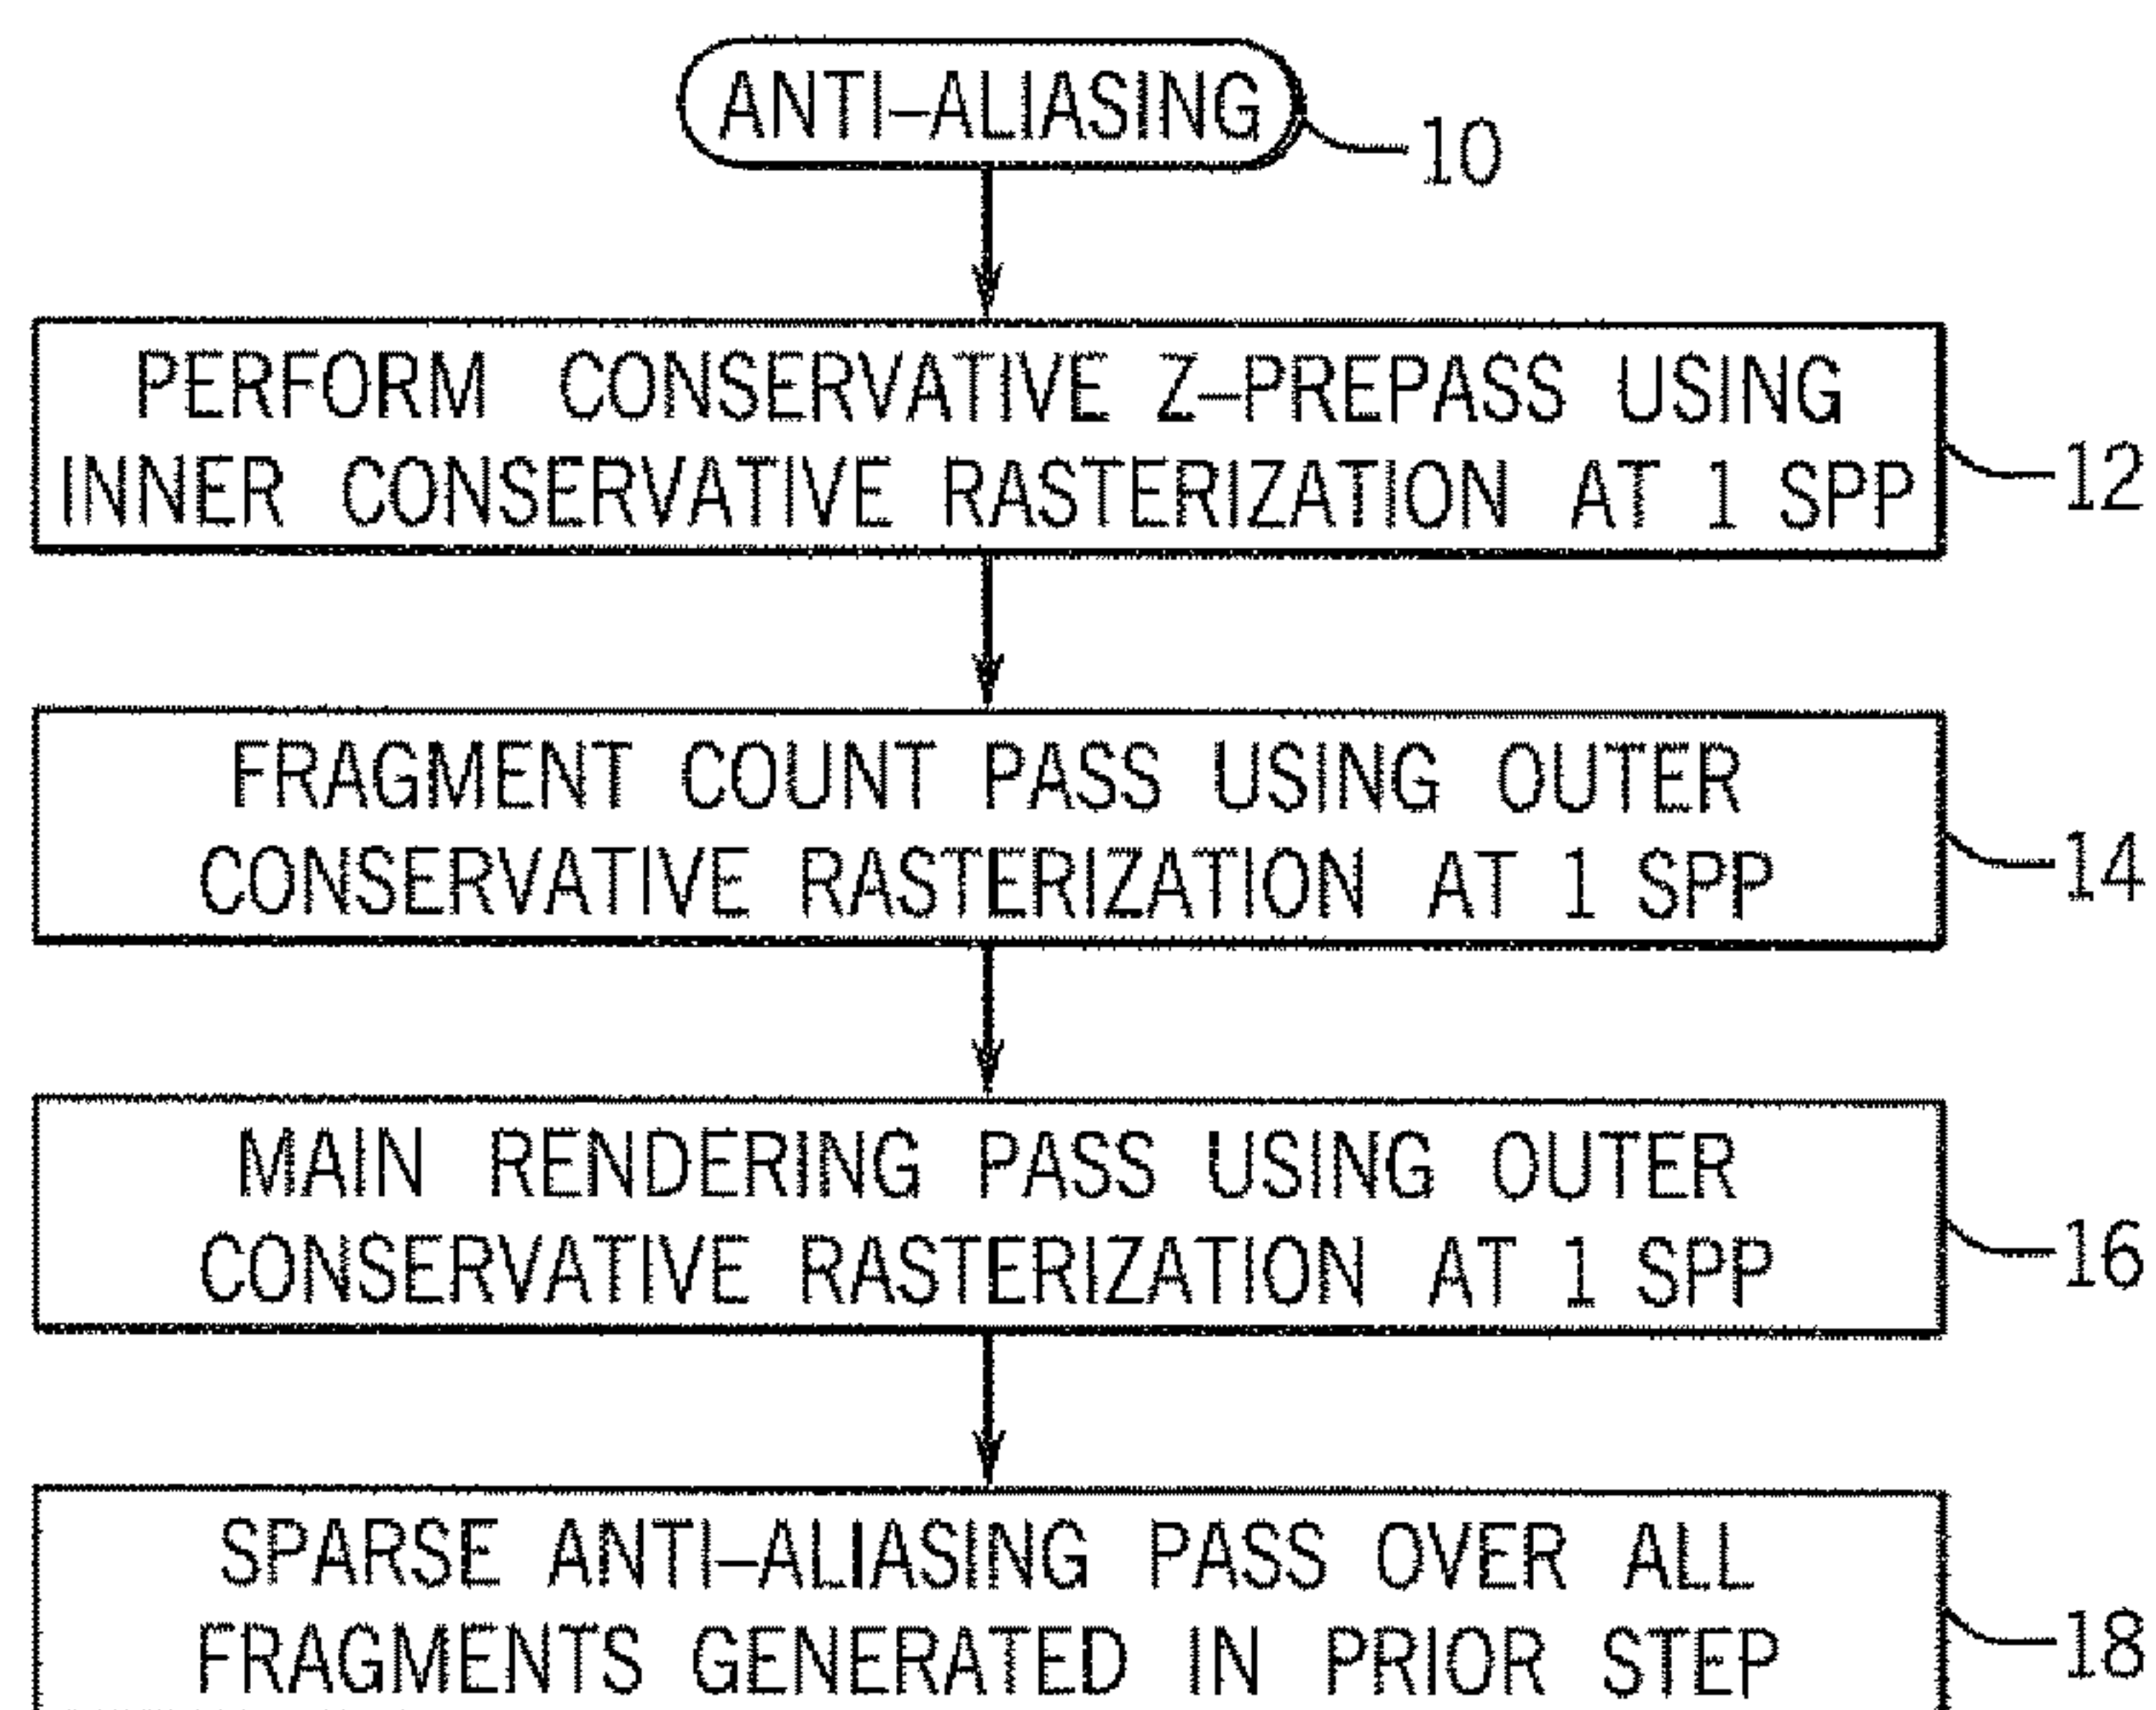 ANTI-ALIASING
10
PERFORM CONSERVATIVE Z-PREPASS USING
INNER CONSERVATIVE RASTERIZATION AT 1 SPP
12
FRAGMENT COUNT PASS USING OUTER
CONSERVATIVE RASTERIZATION AT 1 SPP
14
MAIN RENDERING PASS USING OUTER
CONSERVATIVE RASTERIZATION AT 1 SPP
16
SPARSE ANTI-ALIASING PASS OVER ALL
FRAGMENTS GENERATED IN PRIOR STEP
18